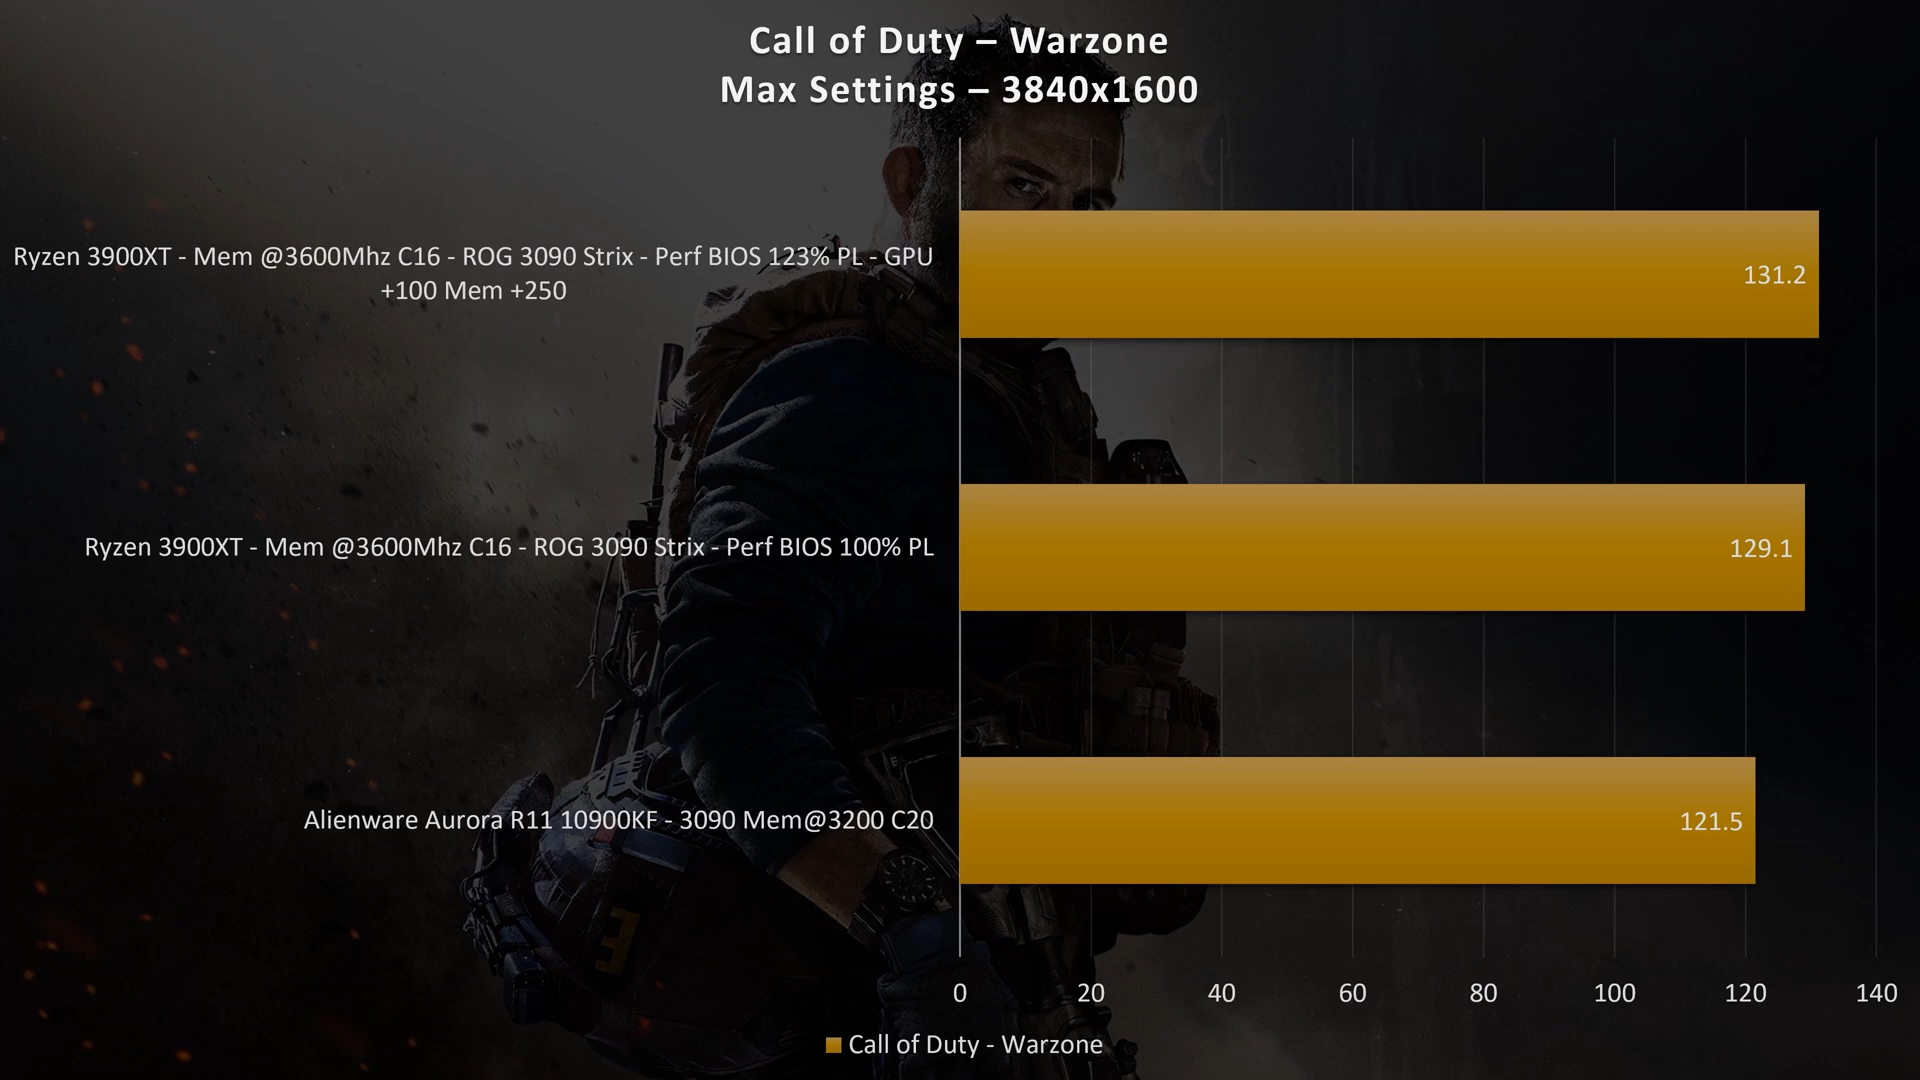 Call of Duty – Warzone
Max Settings – 3840x1600
Ryzen 3900XT - Mem @3600Mhz C16 - ROG 3090 Strix - Perf BIOS 123% PL - GPU
+100 Mem +250
131.2
Ryzen 3900XT - Mem @3600Mhz C16 - ROG 3090 Strix - Perf BIOS 100% PL
129.1
Alienware Aurora R11 10900KF - 3090 Mem@3200 C20
121.5
0 20 40 60 80 100 120 140
Call of Duty - Warzone